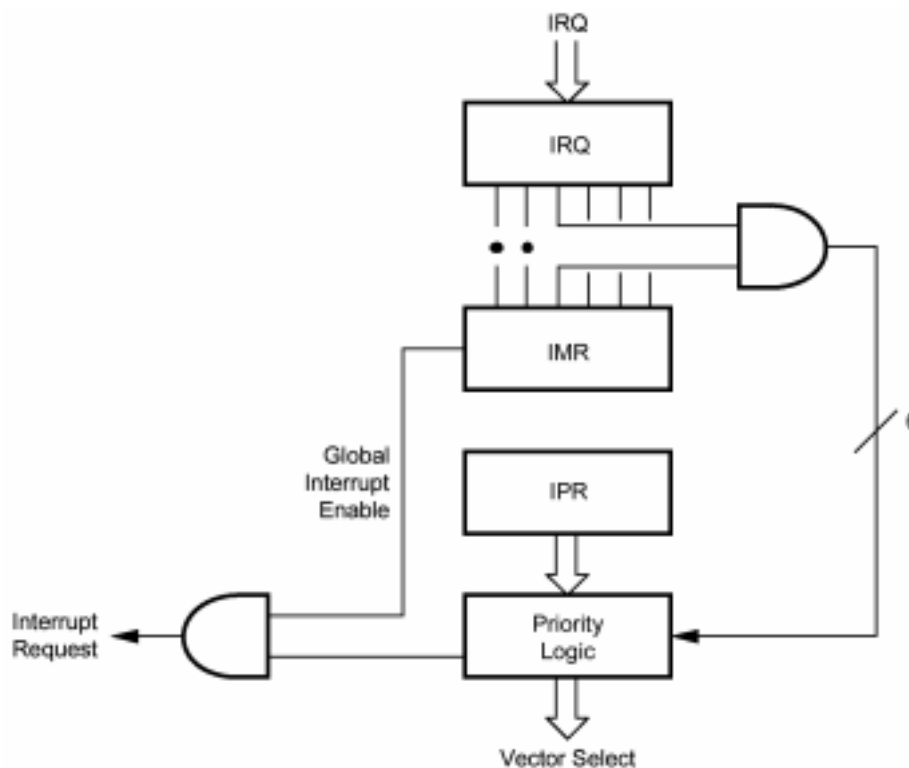 IRQ
IRQ
IMR
Global
Interrupt
Enable
IPR
Interrupt
Request
Priority
Logic
Vector Select